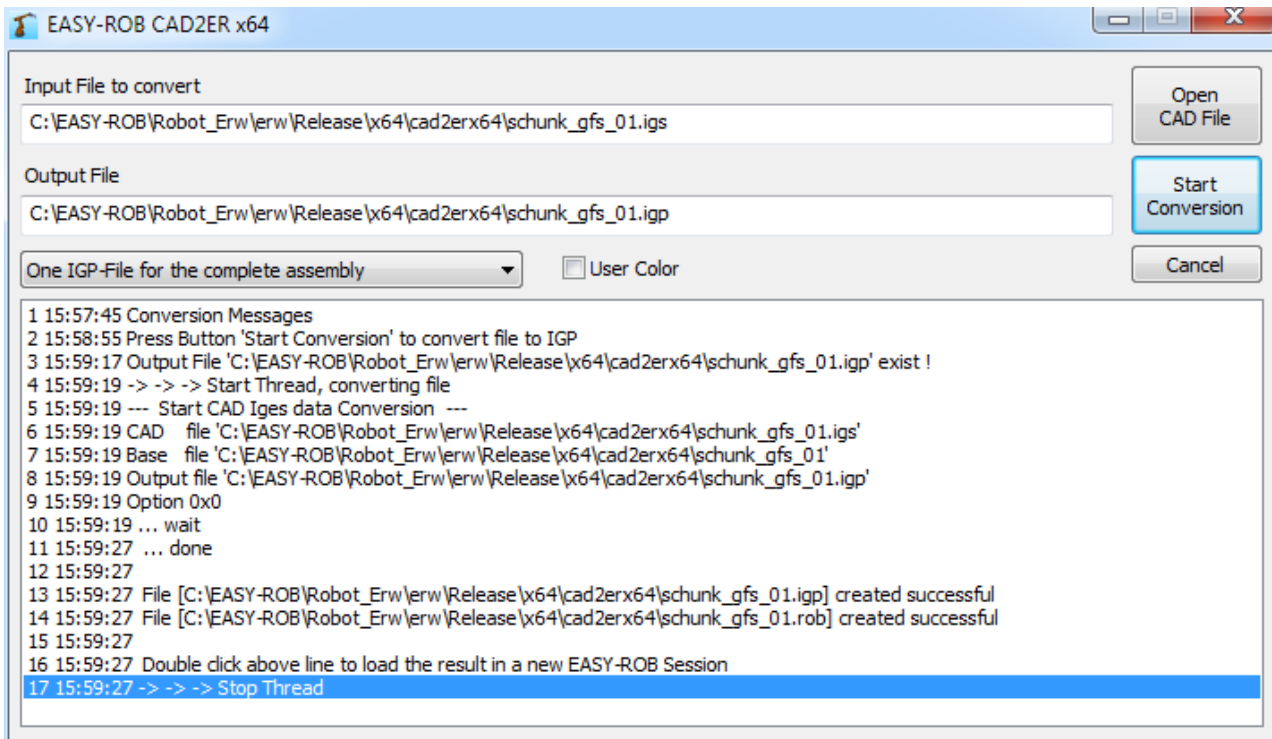 EASY-ROB CAD2ER x64
Input File to convert
C:\EASY-ROB\Robot_Erw\erw\Release\x64\cad2erx64\schunk_gfs_01.igs
Open
CAD File
Output File
C:\EASY-ROB\Robot_Erw\erw\Release\x64\cad2erx64\schunk_gfs_01.igp
Start
Conversion
One IGP-File for the complete assembly
User Color
Cancel
1 15:57:45 Conversion Messages
2 15:58:55 Press Button 'Start Conversion' to convert file to IGP
3 15:59:17 Output File 'C:\EASY-ROB\Robot_Erw\erw\Release\x64\cad2erx64\schunk_gfs_01.igp' exist !
4 15:59:19 -> -> -> Start Thread, converting file
5 15:59:19 --- Start CAD Iges data Conversion ---
6 15:59:19 CAD file 'C:\EASY-ROB\Robot_Erw\erw\Release\x64\cad2erx64\schunk_gfs_01.igs'
7 15:59:19 Base file 'C:\EASY-ROB\Robot_Erw\erw\Release\x64\cad2erx64\schunk_gfs_01'
8 15:59:19 Output file 'C:\EASY-ROB\Robot_Erw\erw\Release\x64\cad2erx64\schunk_gfs_01.igp'
9 15:59:19 Option 0x0
10 15:59:19 ... wait
11 15:59:27 ... done
12 15:59:27
13 15:59:27 File [C:\EASY-ROB\Robot_Erw\erw\Release\x64\cad2erx64\schunk_gfs_01.igp] created successful
14 15:59:27 File [C:\EASY-ROB\Robot_Erw\erw\Release\x64\cad2erx64\schunk_gfs_01.rob] created successful
15 15:59:27
16 15:59:27 Double click above line to load the result in a new EASY-ROB Session
17 15:59:27 -> -> -> Stop Thread